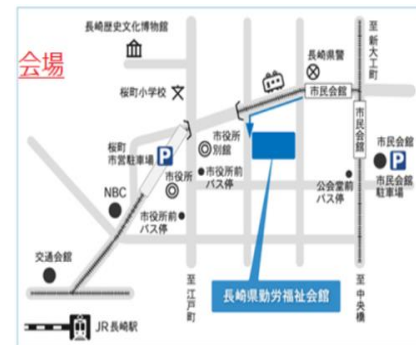 会場
長崎歴史文化博物館
桜町小学校
長崎県警
至
新大工町
市民会館
市民会館
桜町
市営駐車場
P
市役所
別館
市役所
市役所前
バス停
市役所前
バス停
NBC
交通会館
公会堂前
バス停
市民会館
P
市民会館
駐車場
至
江戸町
長崎県勤労福祉会館
至
中央橋
JR長崎駅